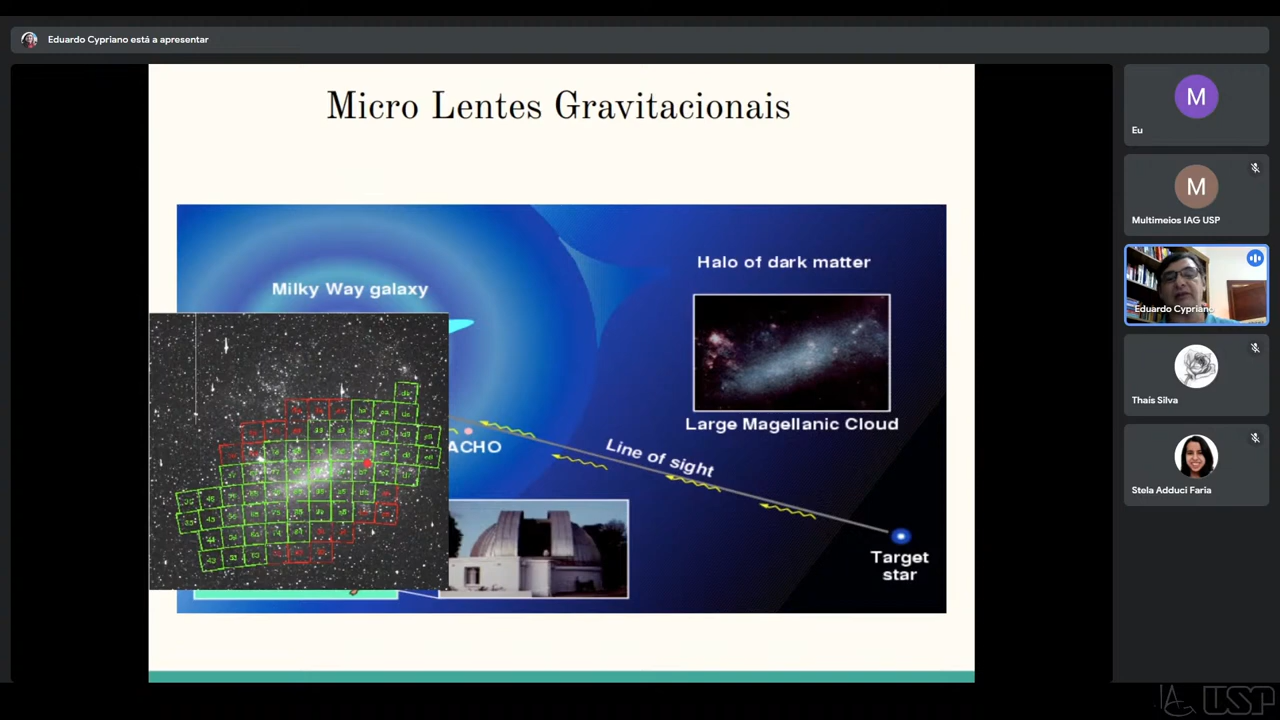 Eduardo Cypriano está a apresentar
Micro Lentes Gravitacionais
Milky Way galaxy
Halo of dark matter
Large Magellanic Cloud
ACHO
Line of sight
Target
star
M
Eu
M
Multimeios IAG USP
Eduardo Cypriano
Thaís Silva
Stela Adduci Faria
USP